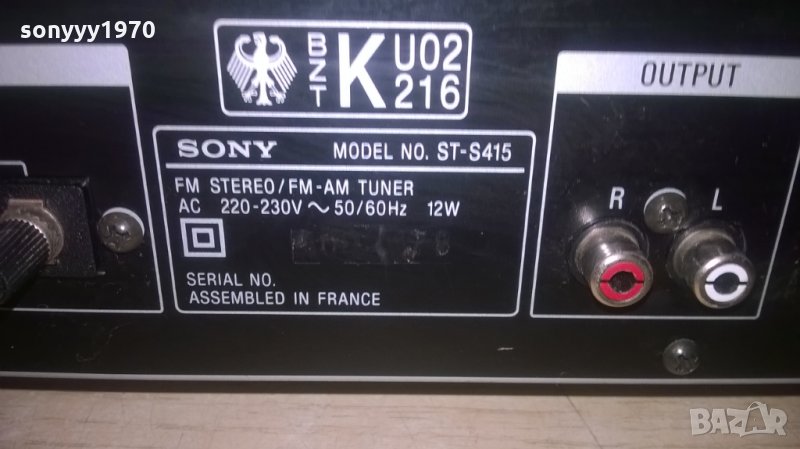 sonyyy1970
BZT K U02 216
OUTPUT
SONY MODEL NO. ST-S415
FM STEREO/FM-AM TUNER
AC 220-230V ~ 50/60Hz 12W
SERIAL NO.
ASSEMBLED IN FRANCE
R L
BAZAR